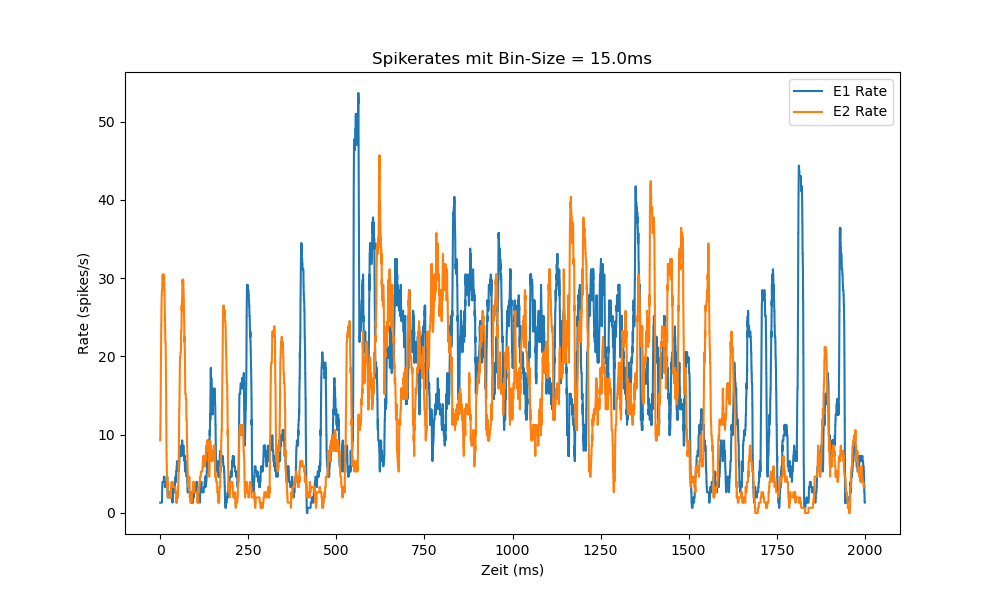 Spikerates mit Bin-Size = 15.0ms
E1 Rate
E2 Rate
50
40
30
20
10
0
Rate (spikes/s)
0 250 500 750 1000 1250 1500 1750 2000
Zeit (ms)